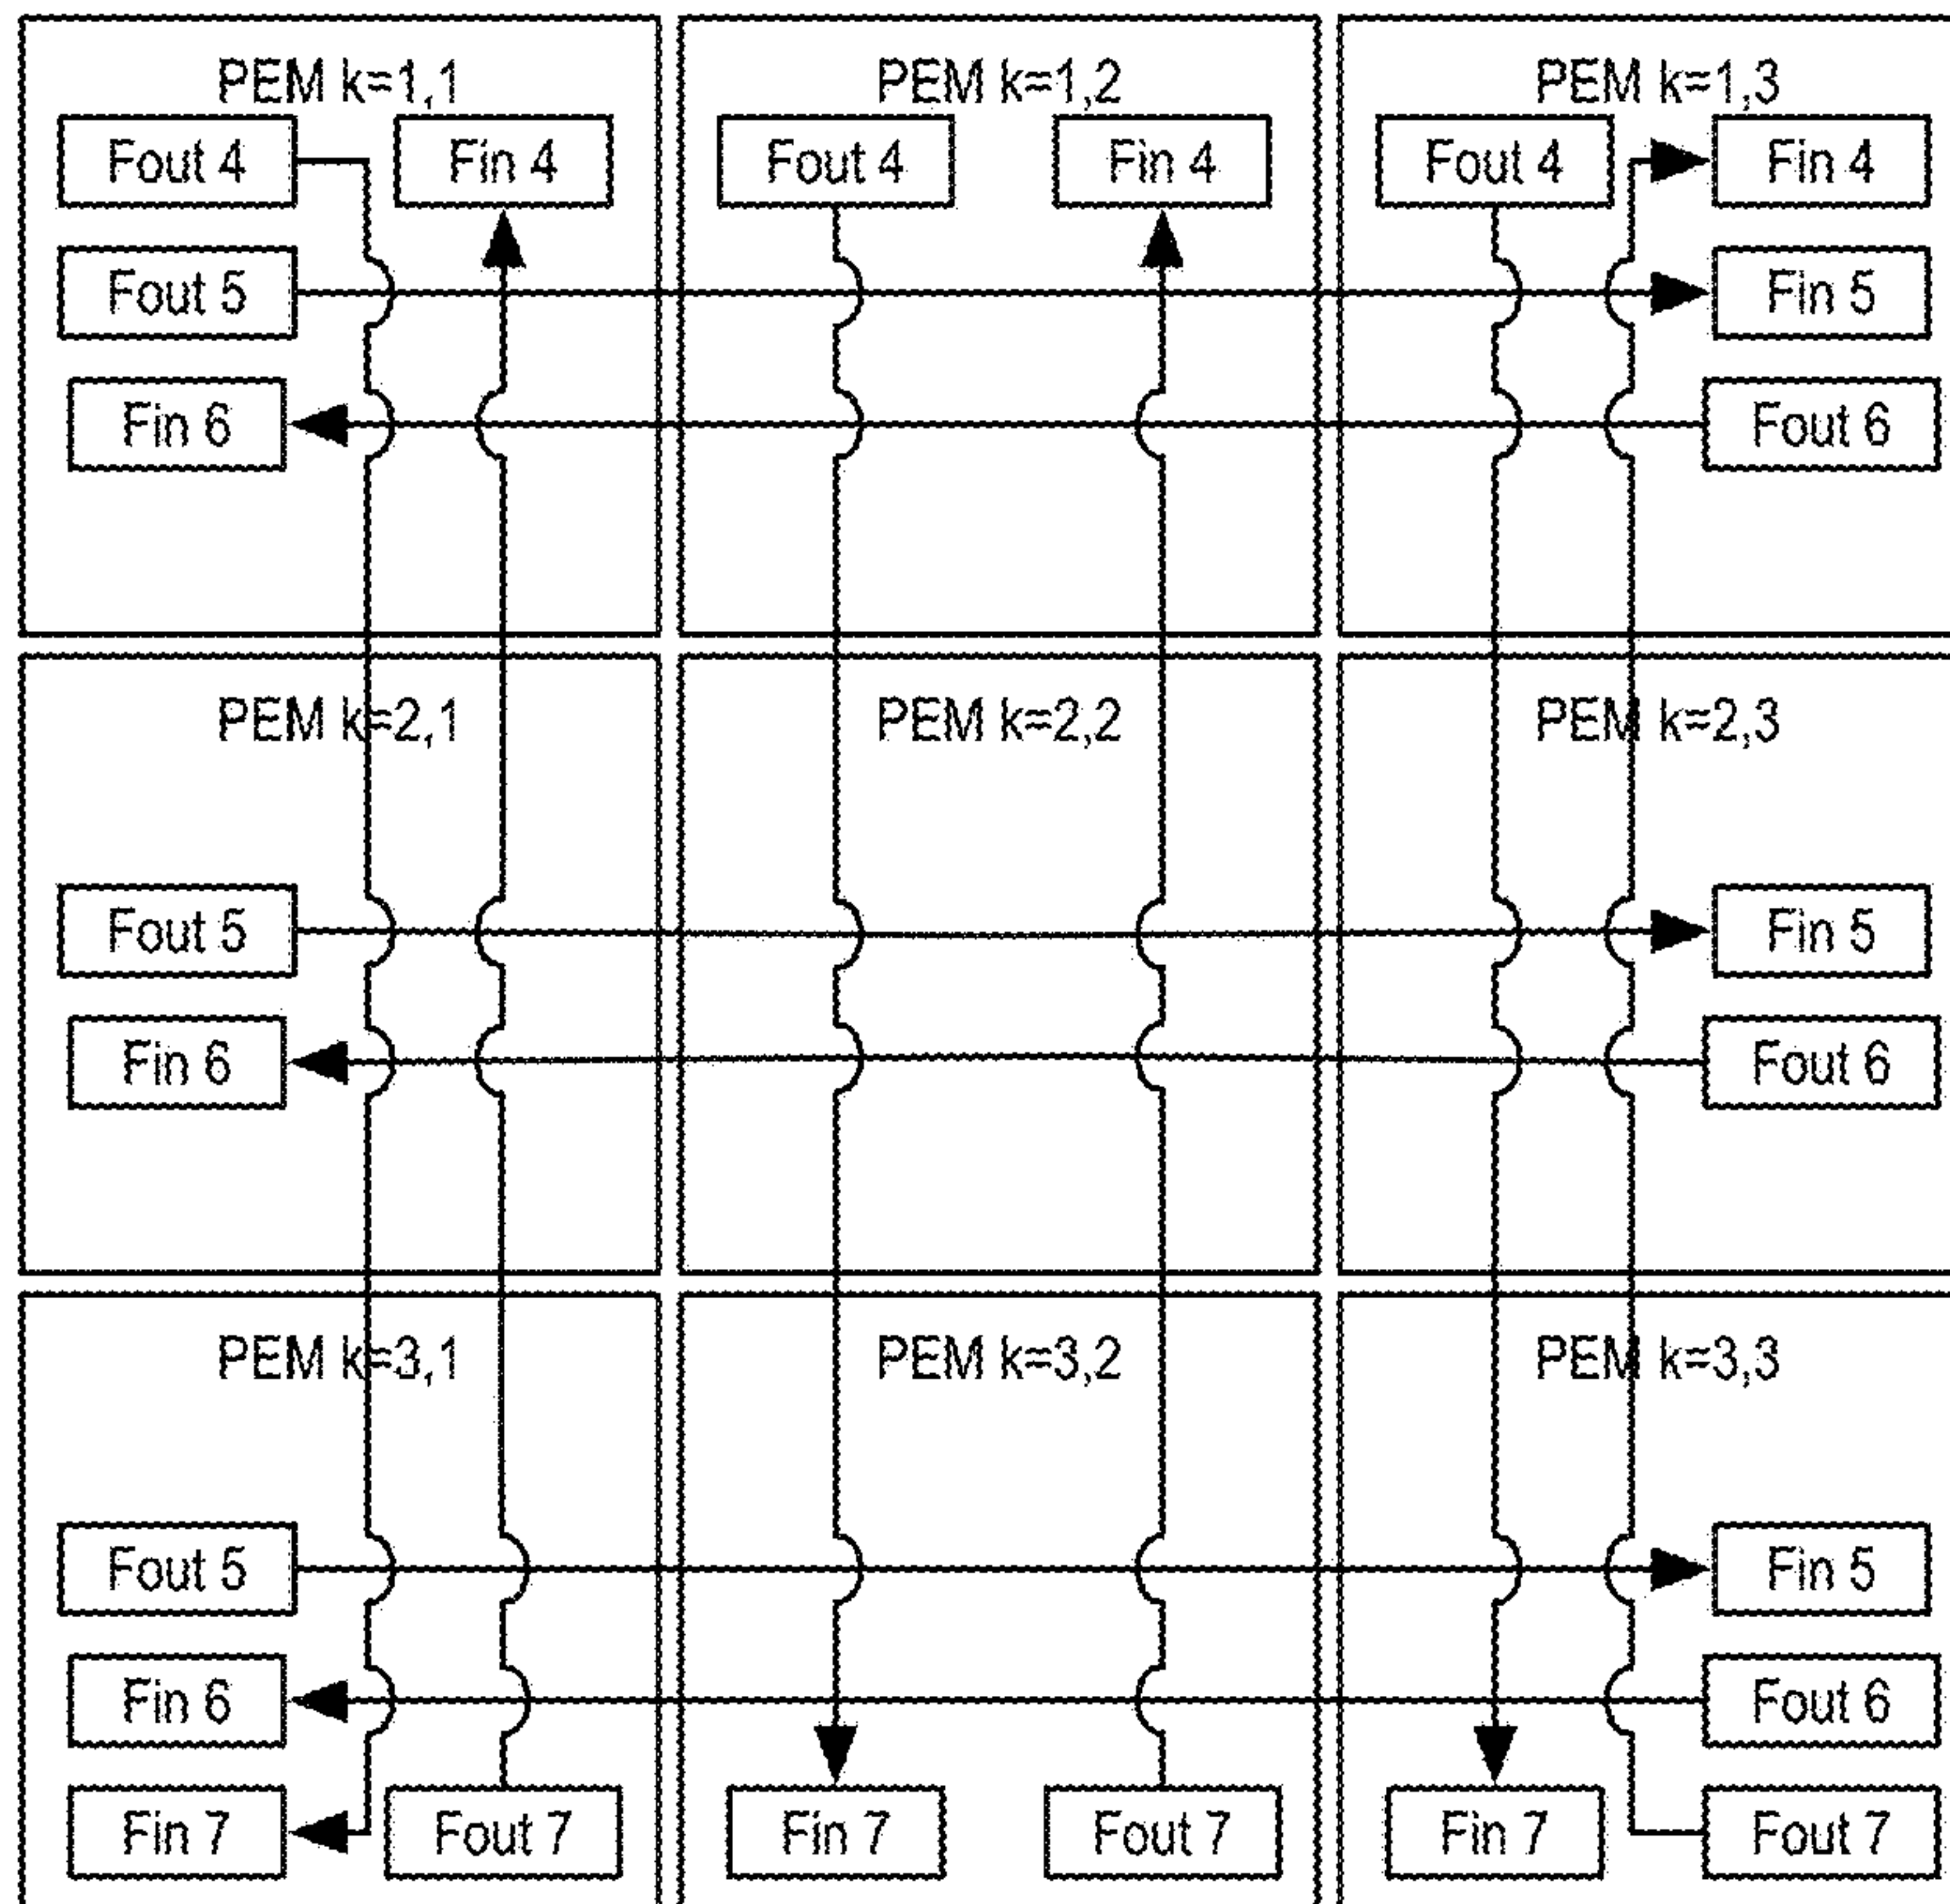 PEM k=1,1
PEM k=1,2
PEM k=1,3
Fout 4
Fin 4
Fout 4
Fin 4
Fout 4
Fin 4
Fout 5
Fin 5
Fin 6
Fout 6
PEM k=2,1
PEM k=2,2
PEM k=2,3
Fout 5
Fin 5
Fin 6
Fout 6
PEM k=3,1
PEM k=3,2
PEM k=3,3
Fout 5
Fin 5
Fin 6
Fout 6
Fin 7
Fout 7
Fin 7
Fout 7
Fin 7
Fout 7